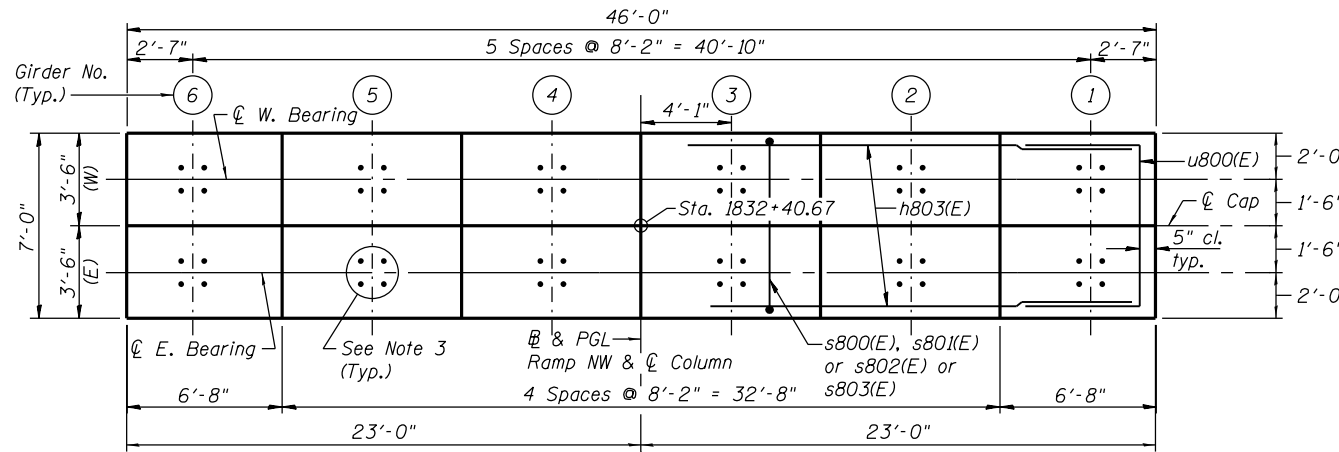 46'-0"
2'-7"
5 Spaces @ 8'-2" = 40'-10"
2'-7"
Girder No.
(Typ.)
6
5
4
3
2
1
4'-1"
℄ W. Bearing
3'-6"
(W)
7'-0"
3'-6"
(E)
2'-0
1'-6"
1'-6"
2'-0
u800(E)
h803(E)
℄ Cap
Sta. 1832+40.67
5" cl.
typ.
℄ E. Bearing
See Note 3
(Typ.)
& PGL
Ramp NW & ℄ Column
s800(E), s801(E)
or s802(E) or
s803(E)
6'-8"
4 Spaces @ 8'-2" = 32'-8"
6'-8"
23'-0"
23'-0"